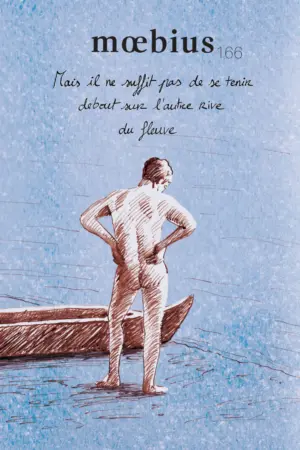 mœbius 166
Mais il ne suffit pas de se tenir
debout sur l'autre rive
du fleuve